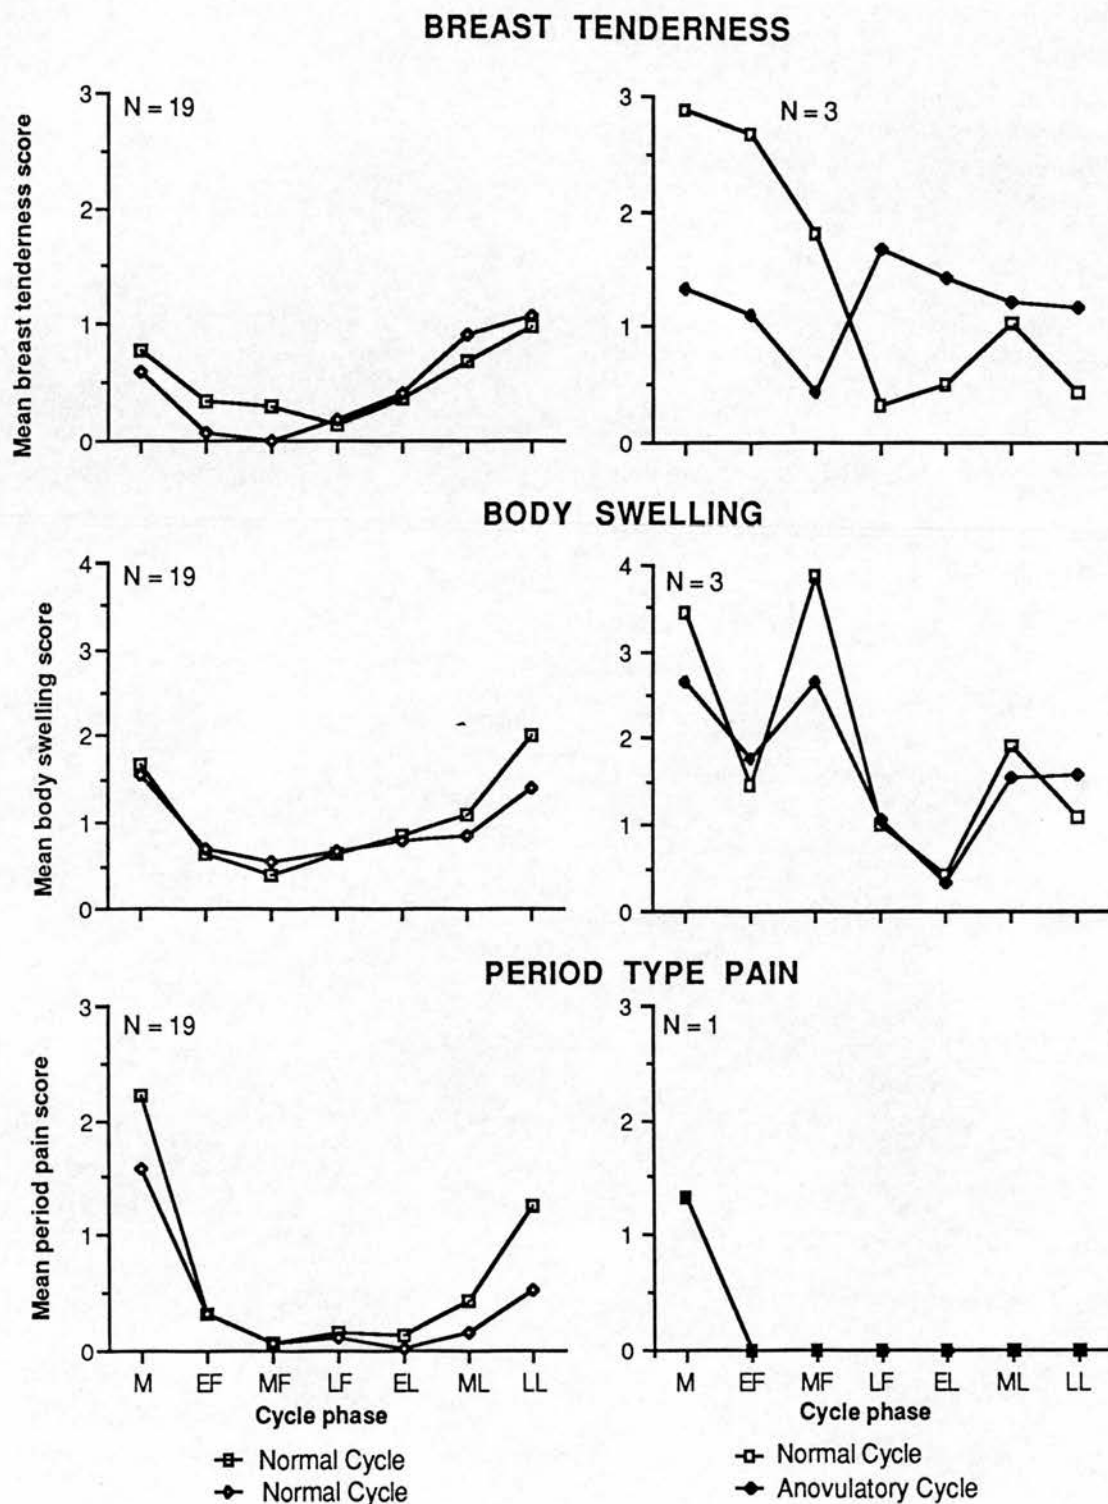 BREAST TENDERNESS
Mean breast tenderness score
3
2
1
0
N = 19
3
2
1
0
N = 3
BODY SWELLING
Mean body swelling score
4
3
2
1
0
N = 19
4
3
2
1
0
N = 3
PERIOD TYPE PAIN
Mean period pain score
3
2
1
0
N = 19
3
2
1
0
N = 1
M EF MF LF EL ML LL
Cycle phase
Normal Cycle
Normal Cycle
M EF MF LF EL ML LL
Cycle phase
Normal Cycle
Anovulatory Cycle